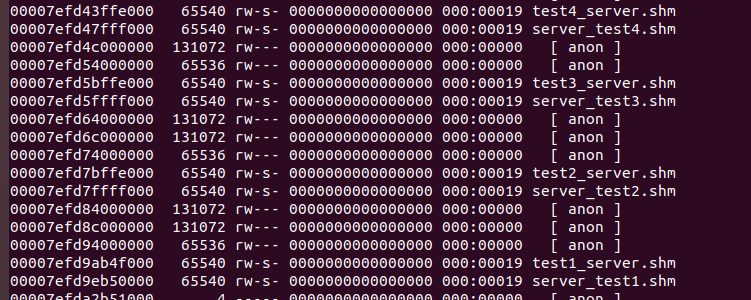 00007efd43ffe000 65540 rw-s- 0000000000000000 000:00019 test4_server.shm
00007efd47fff000 65540 rw-s- 0000000000000000 000:00019 server_test4.shm
00007efd4c000000 131072 rw--- 0000000000000000 000:00000 [ anon ]
00007efd54000000 65536 rw--- 0000000000000000 000:00000 [ anon ]
00007efd5bffe000 65540 rw-s- 0000000000000000 000:00019 test3_server.shm
00007efd5ffff000 65540 rw-s- 0000000000000000 000:00019 server_test3.shm
00007efd64000000 131072 rw--- 0000000000000000 000:00000 [ anon ]
00007efd6c000000 131072 rw--- 0000000000000000 000:00000 [ anon ]
00007efd74000000 65536 rw--- 0000000000000000 000:00000 [ anon ]
00007efd7bffe000 65540 rw-s- 0000000000000000 000:00019 test2_server.shm
00007efd7ffff000 65540 rw-s- 0000000000000000 000:00019 server_test2.shm
00007efd84000000 131072 rw--- 0000000000000000 000:00000 [ anon ]
00007efd8c000000 131072 rw--- 0000000000000000 000:00000 [ anon ]
00007efd94000000 65536 rw--- 0000000000000000 000:00000 [ anon ]
00007efd9ab4f000 65540 rw-s- 0000000000000000 000:00019 test1_server.shm
00007efd9eb50000 65540 rw-s- 0000000000000000 000:00019 server_test1.shm
00007efda2b51000 4 ----- 0000000000000000 000:00000 [ anon ]